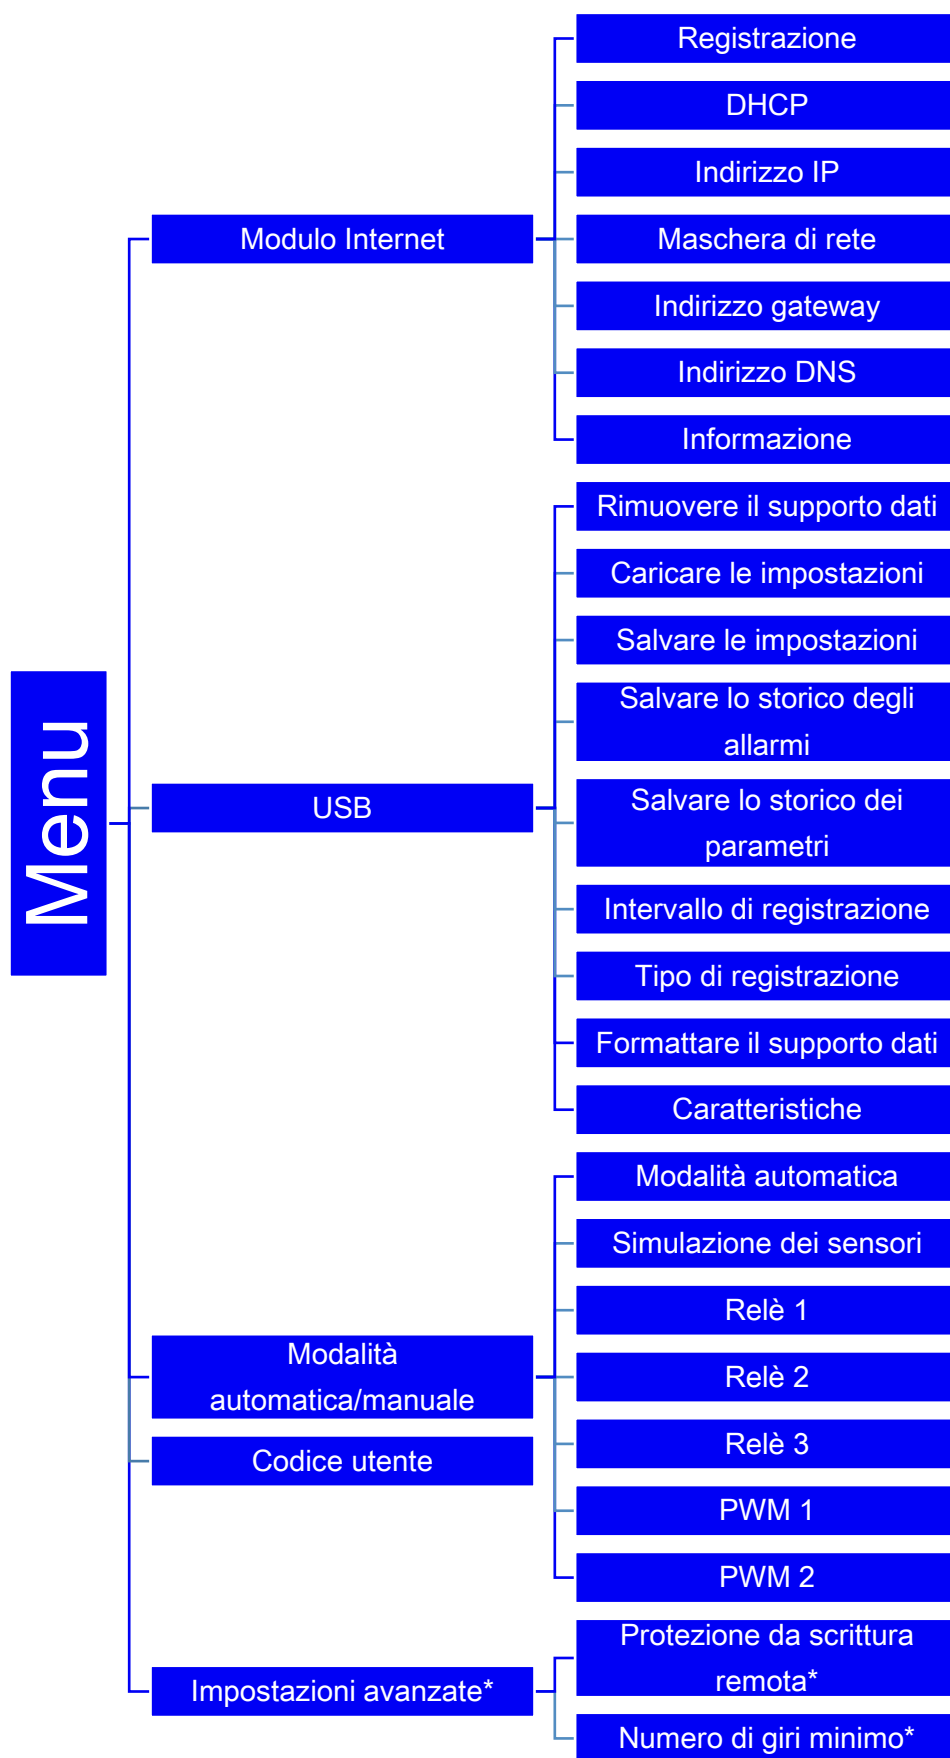 Menu
Modulo Internet
Registrazione
DHCP
Indirizzo IP
Maschera di rete
Indirizzo gateway
Indirizzo DNS
Informazione
USB
Rimuovere il supporto dati
Caricare le impostazioni
Salvare le impostazioni
Salvare lo storico degli
allarmi
Salvare lo storico dei
parametri
Intervallo di registrazione
Tipo di registrazione
Formattare il supporto dati
Caratteristiche
Modalità
automatica/manuale
Modalità automatica
Simulazione dei sensori
Relè 1
Relè 2
Relè 3
PWM 1
PWM 2
Codice utente
Impostazioni avanzate*
Protezione da scrittura
remota*
Numero di giri minimo*